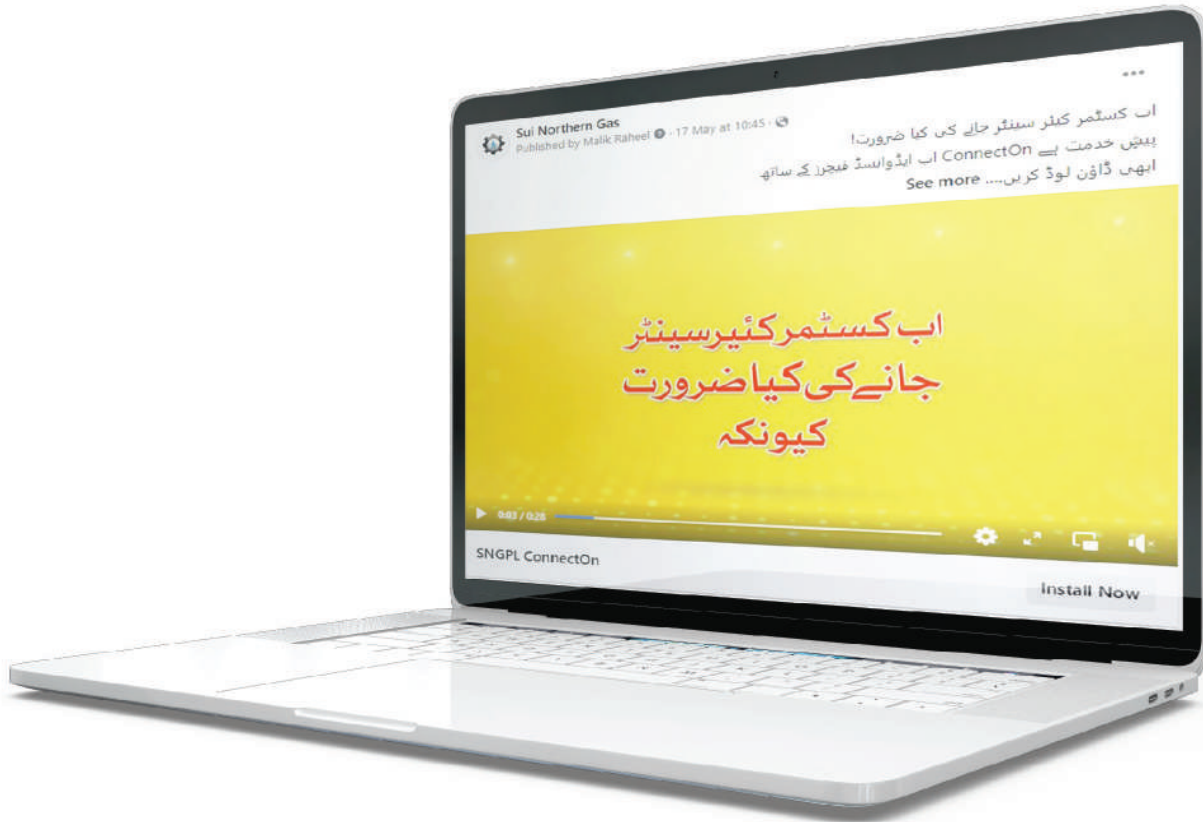 Sui Northern Gas
Published by Malik Raheel · 17 May at 10:45 ·
اب کسٹمر کیئر سینٹر جانے کی کیا ضرورت!
پیش خدمت ہے ConnectOn اب ایڈوانسڈ فیچرز کے ساتھ
ابھی ڈاؤن لوڈ کریں.... See more
اب کسٹمر کئیر سینٹر
جانے کی کیا ضرورت
کیونکہ
0:03 / 0:28
SNGPL ConnectOn
Install Now